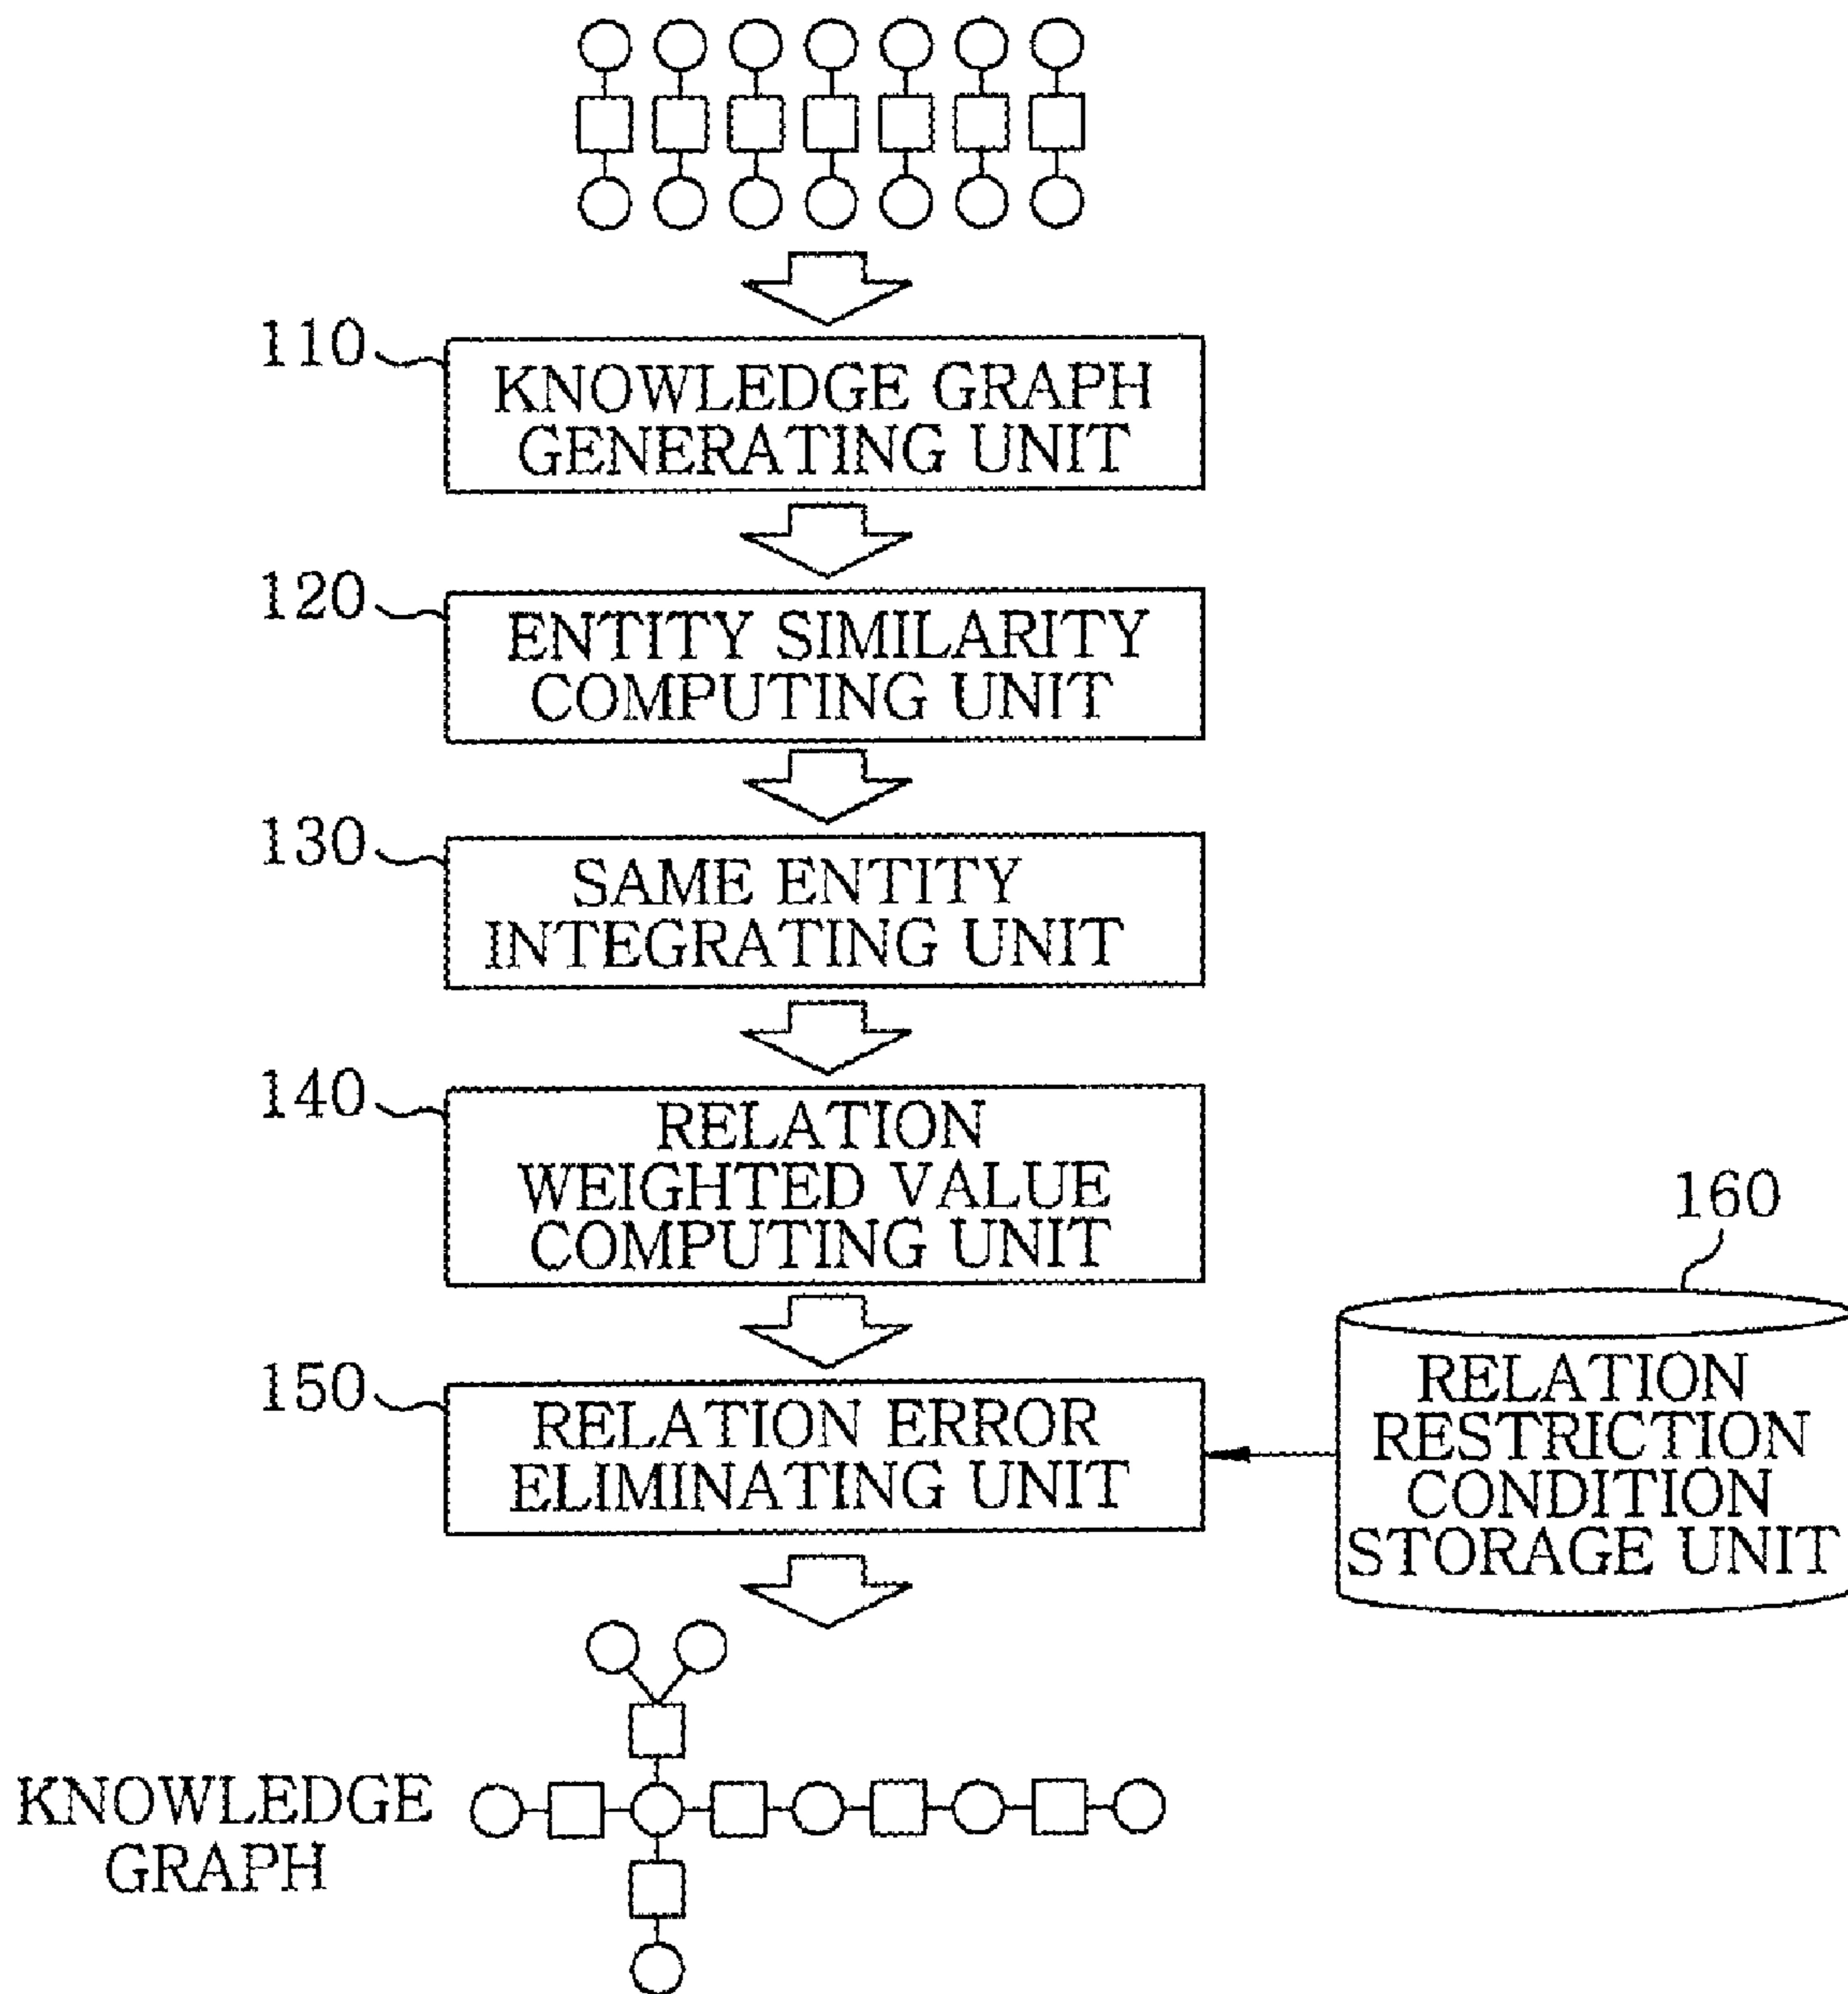 110
KNOWLEDGE GRAPH
GENERATING UNIT
120
ENTITY SIMILARITY
COMPUTING UNIT
130
SAME ENTITY
INTEGRATING UNIT
140
RELATION
WEIGHTED VALUE
COMPUTING UNIT
160
150
RELATION ERROR
ELIMINATING UNIT
RELATION
RESTRICTION
CONDITION
STORAGE UNIT
KNOWLEDGE
GRAPH